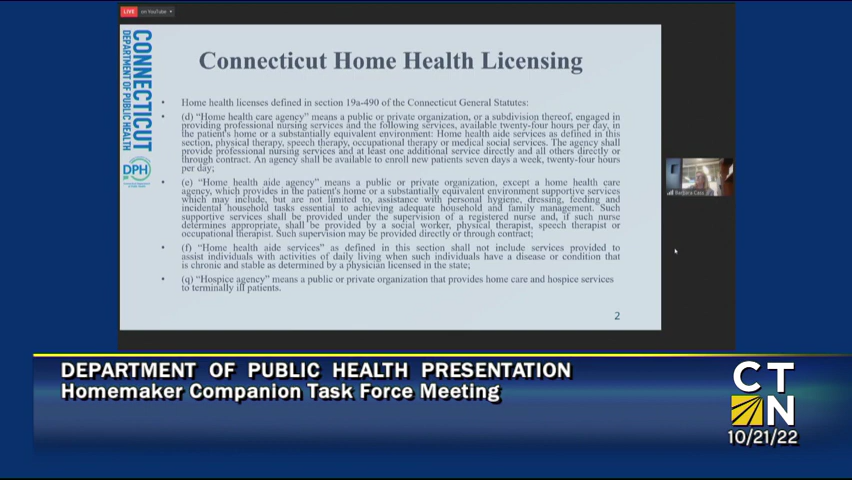 LIVE on YouTube
CONNECTICUT
DEPARTMENT OF PUBLIC HEALTH
DPH
Connecticut Home Health Licensing
• Home health licenses defined in section 19a-490 of the Connecticut General Statutes:
• (d) “Home health care agency” means a public or private organization, or a subdivision thereof, engaged in
providing professional nursing services and the following services, available twenty-four hours per day, in
the patient's home or a substantially equivalent environment: Home health aide services as defined in this
section, physical therapy, speech therapy, occupational therapy or medical social services. The agency shall
provide professional nursing services and at least one additional service directly and all others directly or
through contract. An agency shall be available to enroll new patients seven days a week, twenty-four hours
per day;
• (e) “Home health aide agency” means a public or private organization, except a home health care
agency, which provides in the patient's home or a substantially equivalent environment supportive services
which may include, but are not limited to, assistance with personal hygiene, dressing, feeding and
incidental household tasks essential to achieving adequate household and family management. Such
supportive services shall be provided under the supervision of a registered nurse and, if such nurse
determines appropriate, shall be provided by a social worker, physical therapist, speech therapist or
occupational therapist. Such supervision may be provided directly or through contract;
• (f) “Home health aide services” as defined in this section shall not include services provided to
assist individuals with activities of daily living when such individuals have a disease or condition that
is chronic and stable as determined by a physician licensed in the state;
• (q) “Hospice agency” means a public or private organization that provides home care and hospice services
to terminally ill patients.
2
Barbara Cass
DEPARTMENT OF PUBLIC HEALTH PRESENTATION
Homemaker Companion Task Force Meeting
CT
N
10/21/22